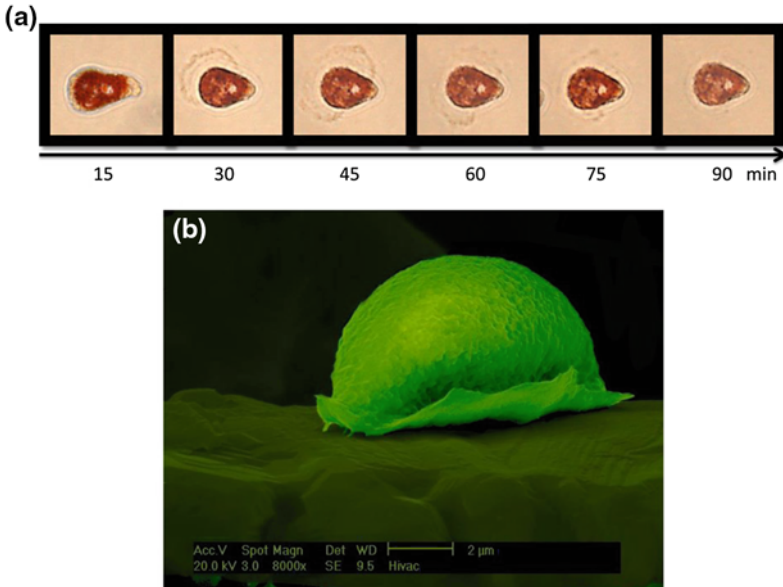 (a)
15 30 45 60 75 90 min
(b)
Acc.V Spot Magn Det WD 2 µm
20.0 kV 3.0 8000x SE 9.5 Hivac